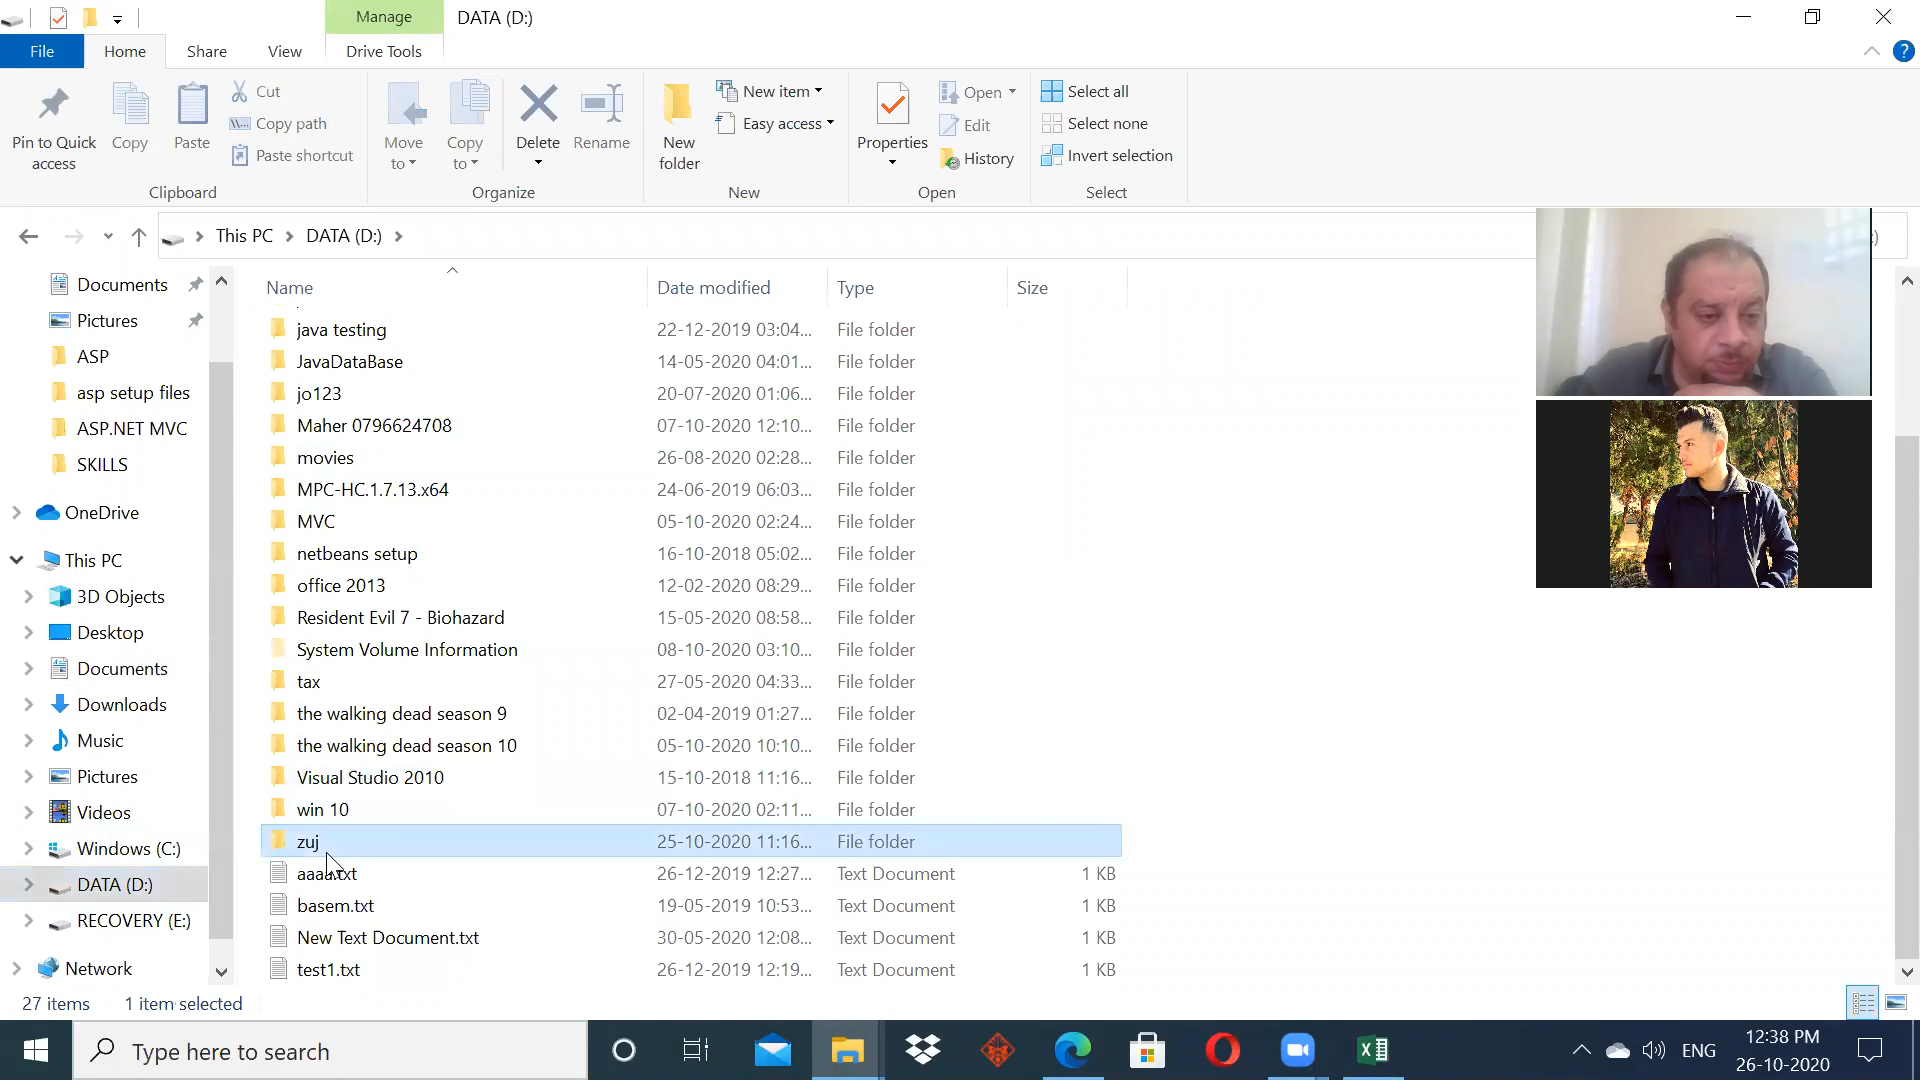 Manage
DATA (D:)
File
Home
Share
View
Drive Tools
Pin to Quick access
Copy
Paste
Cut
Copy path
Paste shortcut
Clipboard
Move to
Copy to
Delete
Rename
Organize
New folder
New item
Easy access
New
Properties
Open
Edit
History
Open
Select all
Select none
Invert selection
Select
This PC
DATA (D:)
Documents
Pictures
ASP
asp setup files
ASP.NET MVC
SKILLS
OneDrive
This PC
3D Objects
Desktop
Documents
Downloads
Music
Pictures
Videos
Windows (C:)
DATA (D:)
RECOVERY (E:)
Network
Name Date modified Type Size
java testing 22-12-2019 03:04... File folder
JavaDataBase 14-05-2020 04:01... File folder
jo123 20-07-2020 01:06... File folder
Maher 0796624708 07-10-2020 12:10... File folder
movies 26-08-2020 02:28... File folder
MPC-HC.1.7.13.x64 24-06-2019 06:03... File folder
MVC 05-10-2020 02:24... File folder
netbeans setup 16-10-2018 05:02... File folder
office 2013 12-02-2020 08:29... File folder
Resident Evil 7 - Biohazard 15-05-2020 08:58... File folder
System Volume Information 08-10-2020 03:10... File folder
tax 27-05-2020 04:33... File folder
the walking dead season 9 02-04-2019 01:27... File folder
the walking dead season 10 05-10-2020 10:10... File folder
Visual Studio 2010 15-10-2018 11:16... File folder
win 10 07-10-2020 02:11... File folder
zuj 25-10-2020 11:16... File folder
26-12-2019 12:27... Text Document 1 KB
basem.txt 19-05-2019 10:53... Text Document 1 KB
New Text Document.txt 30-05-2020 12:08... Text Document 1 KB
test1.txt 26-12-2019 12:19... Text Document 1 KB
27 items 1 item selected
Type here to search
ENG
12:38 PM
26-10-2020